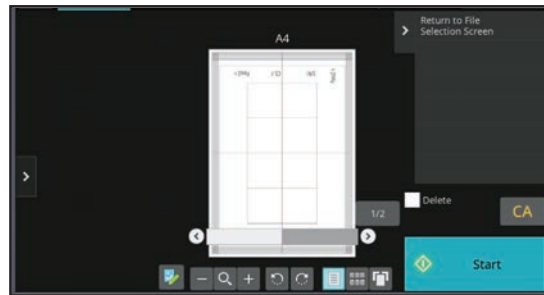 A4
Return to File
Selection Screen
1/2
Delete
CA
Start